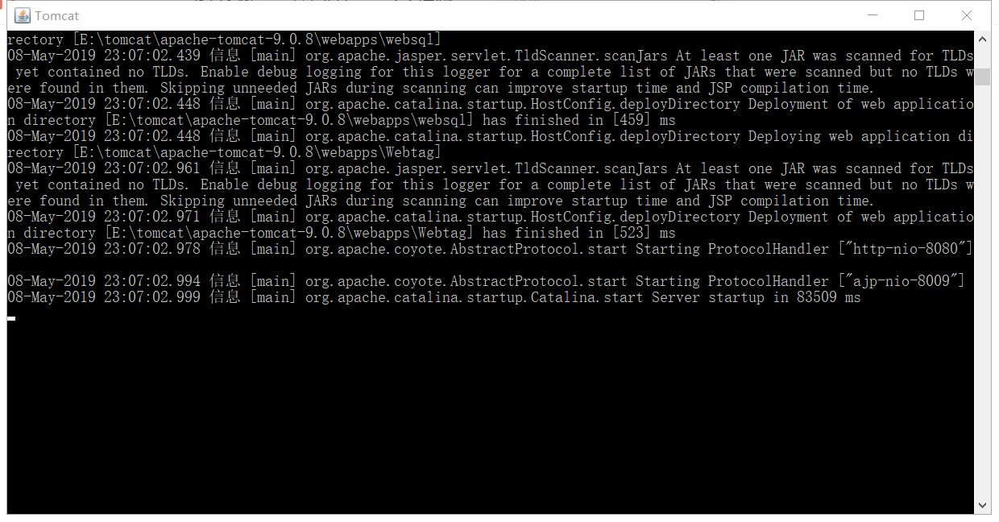 Tomcat
rectory [E:\tomcat\apache-tomcat-9.0.8\webapps\websql]
08-May-2019 23:07:02.439 信息 [main] org.apache.jasper.servlet.TldScanner.scanJars At least one JAR was scanned for TLDs
yet contained no TLDs. Enable debug logging for this logger for a complete list of JARs that were scanned but no TLDs w
ere found in them. Skipping unneeded JARs during scanning can improve startup time and JSP compilation time.
08-May-2019 23:07:02.448 信息 [main] org.apache.catalina.startup.HostConfig.deployDirectory Deployment of web applicatio
n directory [E:\tomcat\apache-tomcat-9.0.8\webapps\websql] has finished in [459] ms
08-May-2019 23:07:02.448 信息 [main] org.apache.catalina.startup.HostConfig.deployDirectory Deploying web application di
rectory [E:\tomcat\apache-tomcat-9.0.8\webapps\Webtag]
08-May-2019 23:07:02.961 信息 [main] org.apache.jasper.servlet.TldScanner.scanJars At least one JAR was scanned for TLDs
yet contained no TLDs. Enable debug logging for this logger for a complete list of JARs that were scanned but no TLDs w
ere found in them. Skipping unneeded JARs during scanning can improve startup time and JSP compilation time.
08-May-2019 23:07:02.971 信息 [main] org.apache.catalina.startup.HostConfig.deployDirectory Deployment of web applicatio
n directory [E:\tomcat\apache-tomcat-9.0.8\webapps\Webtag] has finished in [523] ms
08-May-2019 23:07:02.978 信息 [main] org.apache.coyote.AbstractProtocol.start Starting ProtocolHandler ["http-nio-8080"]
08-May-2019 23:07:02.994 信息 [main] org.apache.coyote.AbstractProtocol.start Starting ProtocolHandler ["ajp-nio-8009"]
08-May-2019 23:07:02.999 信息 [main] org.apache.catalina.startup.Catalina.start Server startup in 83509 ms